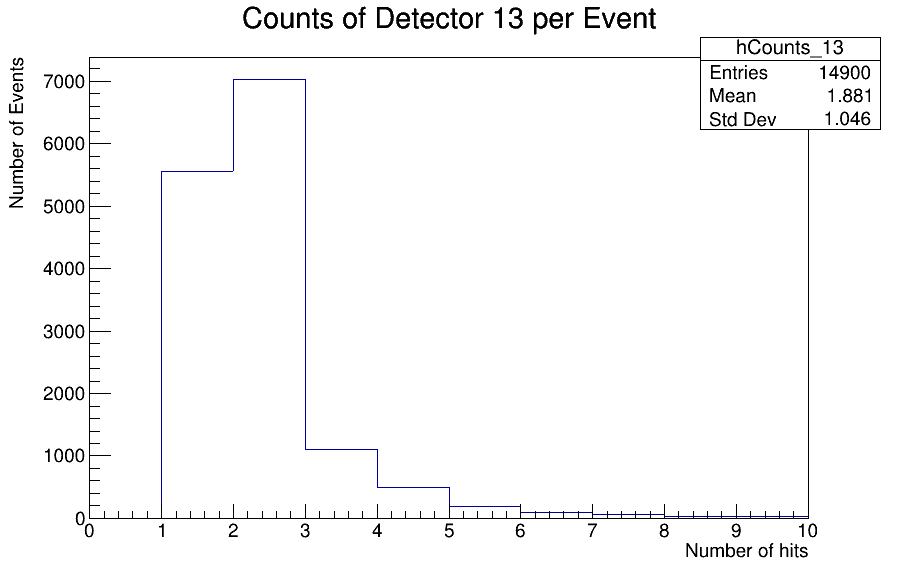 Counts of Detector 13 per Event
hCounts_13
Entries 14900
Mean 1.881
Std Dev 1.046
Number of Events
7000
6000
5000
4000
3000
2000
1000
0
0 1 2 3 4 5 6 7 8 9 10
Number of hits